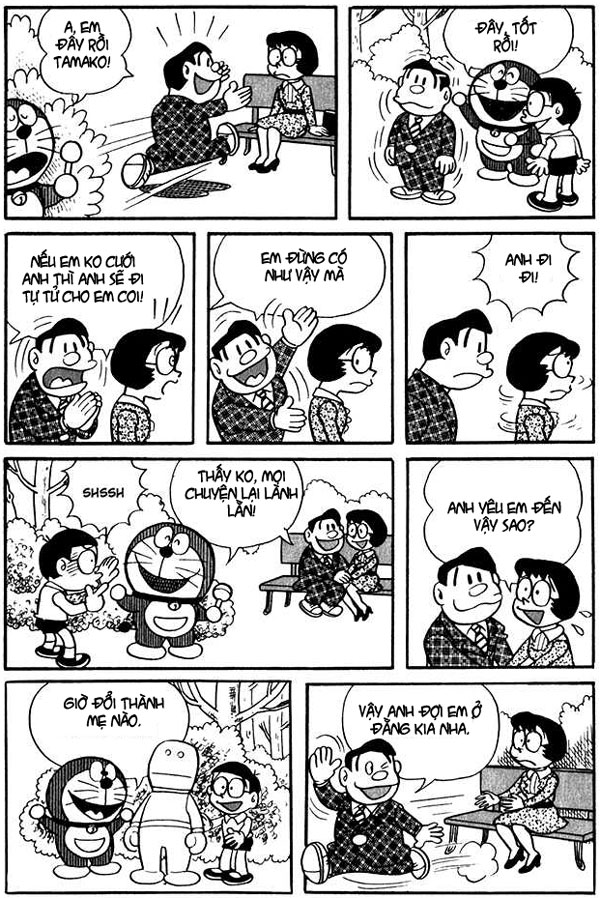 A, EM
ĐÂY RỒI
TAMAKO!
ĐÂY, TỐT
RỒI!
NẾU EM KO CƯỚI
ANH THÌ ANH SẼ ĐI
TỰ TỬ CHO EM COI!
EM ĐỪNG CÓ
NHƯ VẬY MÀ
ANH ĐI
ĐI!
SHSSH
THẤY KO, MỌI
CHUYỆN LẠI LÀNH
LẶN!
ANH YÊU EM ĐẾN
VẬY SAO?
GIỜ ĐỔI THÀNH
MẸ NÀO.
VẬY ANH ĐỢI EM Ở
ĐẰNG KIA NHA.